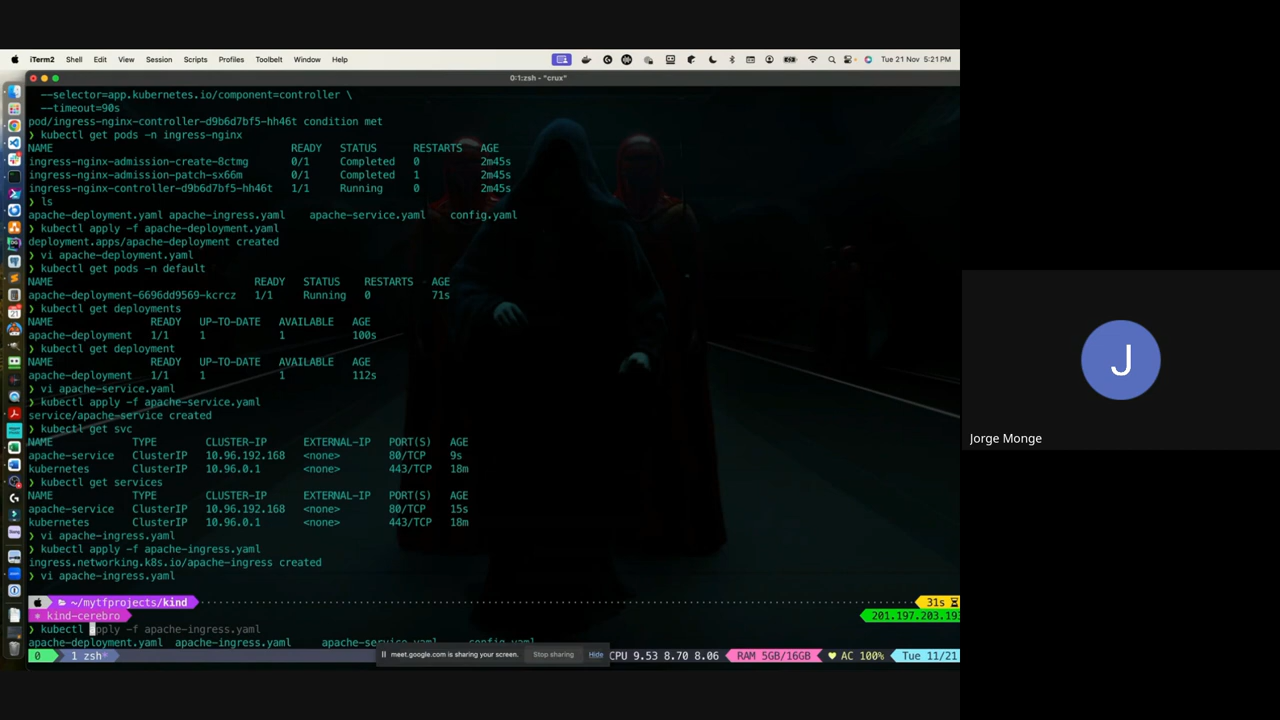 iTerm2 Shell Edit View Session Scripts Profiles Toolbelt Window Help Tue 21 Nov 5:21 PM
0:1:zsh - "crux"
--selector=app.kubernetes.io/component=controller \
--timeout=90s
pod/ingress-nginx-controller-d9b6d7bf5-hh46t condition met
❯ kubectl get pods -n ingress-nginx
NAME READY STATUS RESTARTS AGE
ingress-nginx-admission-create-8ctmg 0/1 Completed 0 2m45s
ingress-nginx-admission-patch-sx66m 0/1 Completed 1 2m45s
ingress-nginx-controller-d9b6d7bf5-hh46t 1/1 Running 0 2m45s
❯ ls
apache-deployment.yaml apache-ingress.yaml apache-service.yaml config.yaml
❯ kubectl apply -f apache-deployment.yaml
deployment.apps/apache-deployment created
❯ vi apache-deployment.yaml
❯ kubectl get pods -n default
NAME READY STATUS RESTARTS AGE
apache-deployment-6696dd9569-kcrcz 1/1 Running 0 71s
❯ kubectl get deployments
NAME READY UP-TO-DATE AVAILABLE AGE
apache-deployment 1/1 1 1 100s
❯ kubectl get deployment
NAME READY UP-TO-DATE AVAILABLE AGE
apache-deployment 1/1 1 1 112s
❯ vi apache-service.yaml
❯ kubectl apply -f apache-service.yaml
service/apache-service created
❯ kubectl get svc
NAME TYPE CLUSTER-IP EXTERNAL-IP PORT(S) AGE
apache-service ClusterIP 10.96.192.168 <none> 80/TCP 9s
kubernetes ClusterIP 10.96.0.1 <none> 443/TCP 18m
❯ kubectl get services
NAME TYPE CLUSTER-IP EXTERNAL-IP PORT(S) AGE
apache-service ClusterIP 10.96.192.168 <none> 80/TCP 15s
kubernetes ClusterIP 10.96.0.1 <none> 443/TCP 18m
❯ vi apache-ingress.yaml
❯ kubectl apply -f apache-ingress.yaml
ingress.networking.k8s.io/apache-ingress created
❯ vi apache-ingress.yaml
~/mytfprojects/kind 31s
kind-cerebro 201.197.203.193
❯ kubectl apply -f apache-ingress.yaml
apache-deployment.yaml apache-ingress.yaml apache-service.yaml config.yaml
0 1 zsh* meet.google.com is sharing your screen. Stop sharing Hide CPU 9.53 8.70 8.06 RAM 5GB/16GB ♥ AC 100% Tue 11/21
J
Jorge Monge